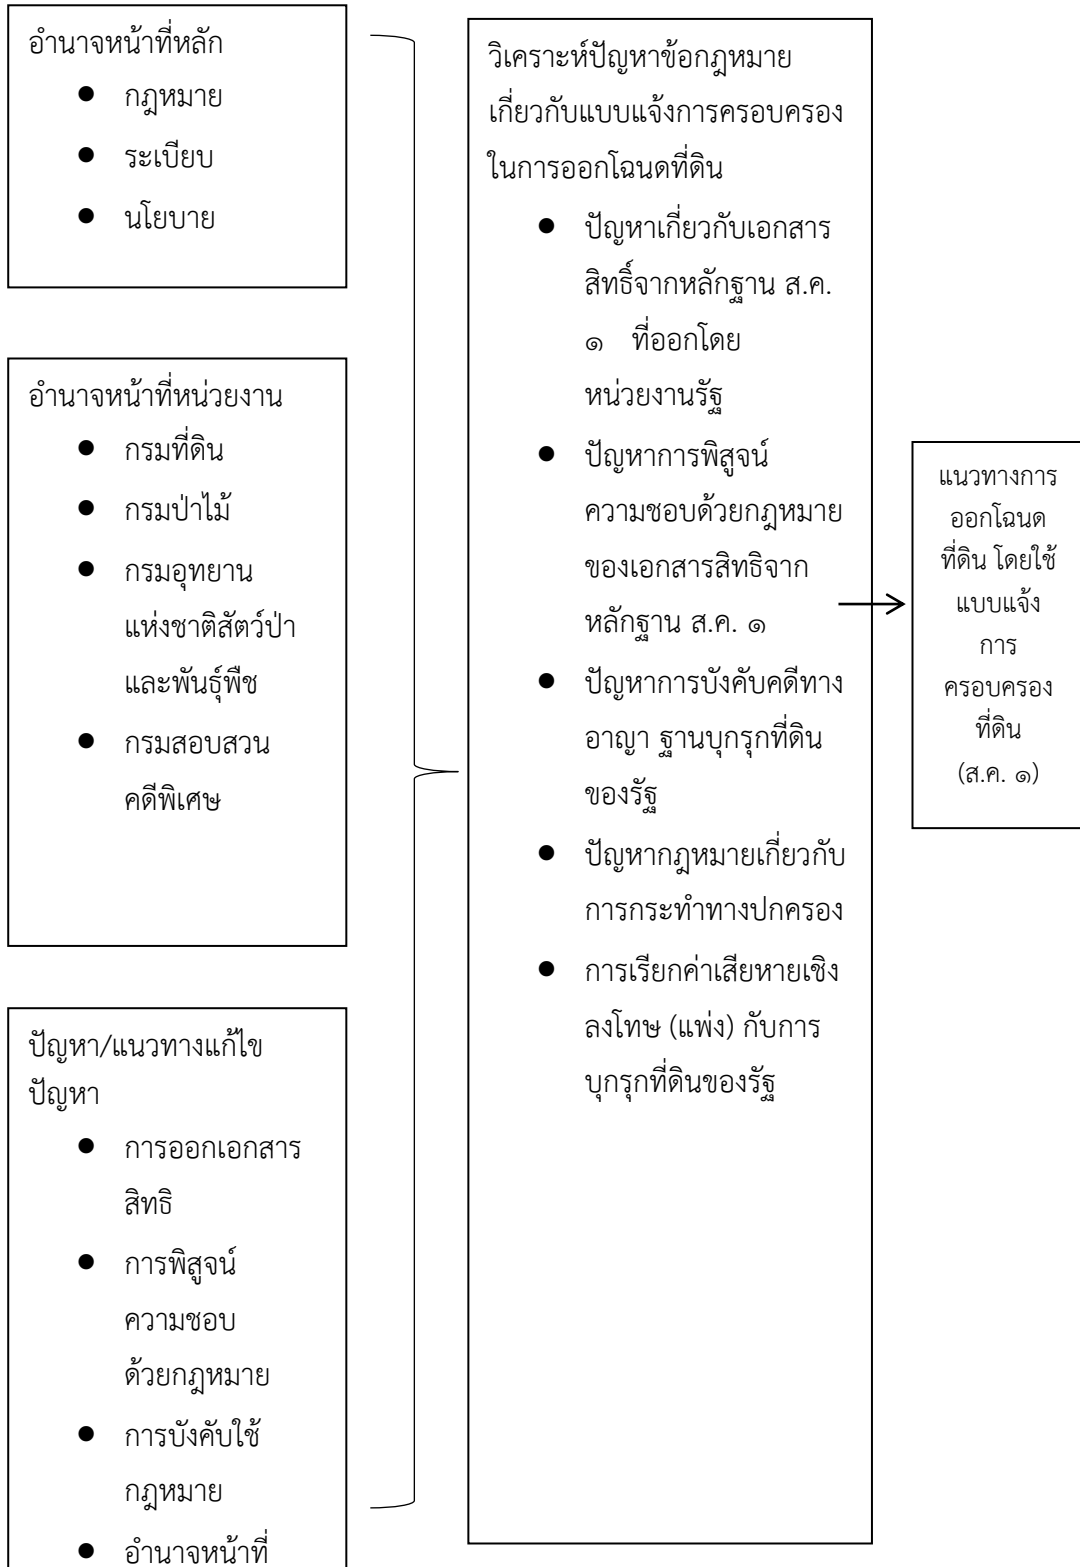 อำนาจหน้าที่หลัก
● กฎหมาย
● ระเบียบ
● นโยบาย
อำนาจหน้าที่หน่วยงาน
● กรมที่ดิน
● กรมป่าไม้
● กรมอุทยาน
แห่งชาติสัตว์ป่า
และพันธุ์พืช
● กรมสอบสวน
คดีพิเศษ
ปัญหา/แนวทางแก้ไข
ปัญหา
● การออกเอกสาร
สิทธิ
● การพิสูจน์
ความชอบ
ด้วยกฎหมาย
● การบังคับใช้
กฎหมาย
● อำนาจหน้าที่
วิเคราะห์ปัญหาข้อกฎหมาย
เกี่ยวกับแบบแจ้งการครอบครอง
ในการออกโฉนดที่ดิน
● ปัญหาเกี่ยวกับเอกสาร
สิทธิ์จากหลักฐาน ส.ค.
๑ ที่ออกโดย
หน่วยงานรัฐ
● ปัญหาการพิสูจน์
ความชอบด้วยกฎหมาย
ของเอกสารสิทธิจาก
หลักฐาน ส.ค. ๑
● ปัญหาการบังคับคดีทาง
อาญา ฐานบุกรุกที่ดิน
ของรัฐ
● ปัญหากฎหมายเกี่ยวกับ
การกระทำทางปกครอง
● การเรียกค่าเสียหายเชิง
ลงโทษ (แพ่ง) กับการ
บุกรุกที่ดินของรัฐ
แนวทางการ
ออกโฉนด
ที่ดิน โดยใช้
แบบแจ้ง
การ
ครอบครอง
ที่ดิน
(ส.ค. ๑)